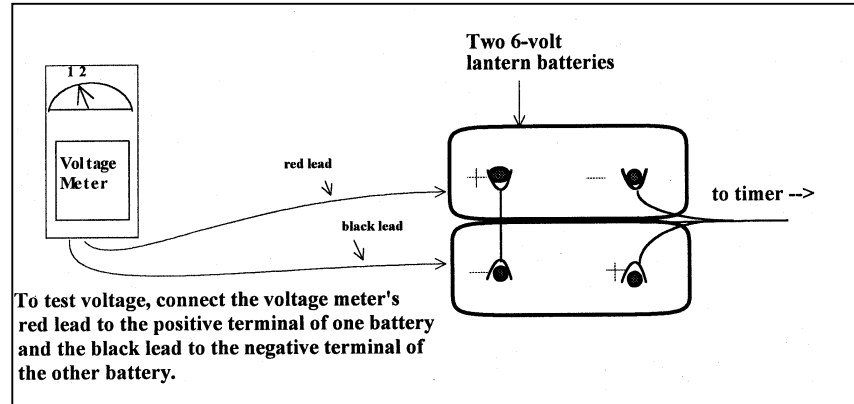 Two 6-volt
lantern batteries
1 2
Voltage
Meter
red lead
+
—
to timer -->
black lead
—
+
To test voltage, connect the voltage meter's
red lead to the positive terminal of one battery
and the black lead to the negative terminal of
the other battery.